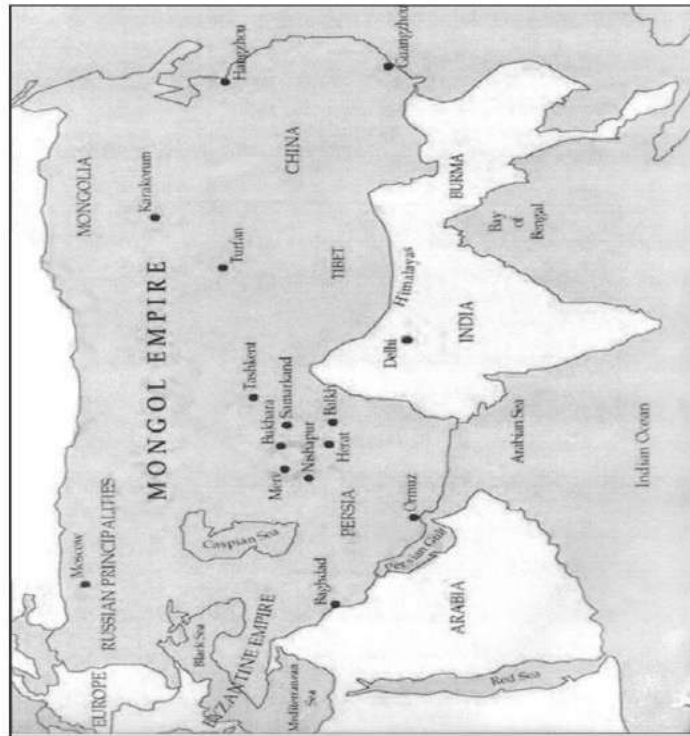 Moscow
MONGOLIA
EUROPE
RUSSIAN PRINCIPALITIES
Karakorum
MONGOL EMPIRE
Black Sea
Turfan
Hangzhou
Caspian Sea
Tashkent
BYZANTINE EMPIRE
Bukhara
Merv
Samarkand
CHINA
Mediterranean
Sea
Nishapur
Baghdad
Balkh
TIBET
Herat
PERSIA
Delhi
Himalayas
Guangzhou
Ormuz
Persian Gulf
ARABIA
BURMA
INDIA
Bay
of
Bengal
Red Sea
Arabian Sea
Indian Ocean